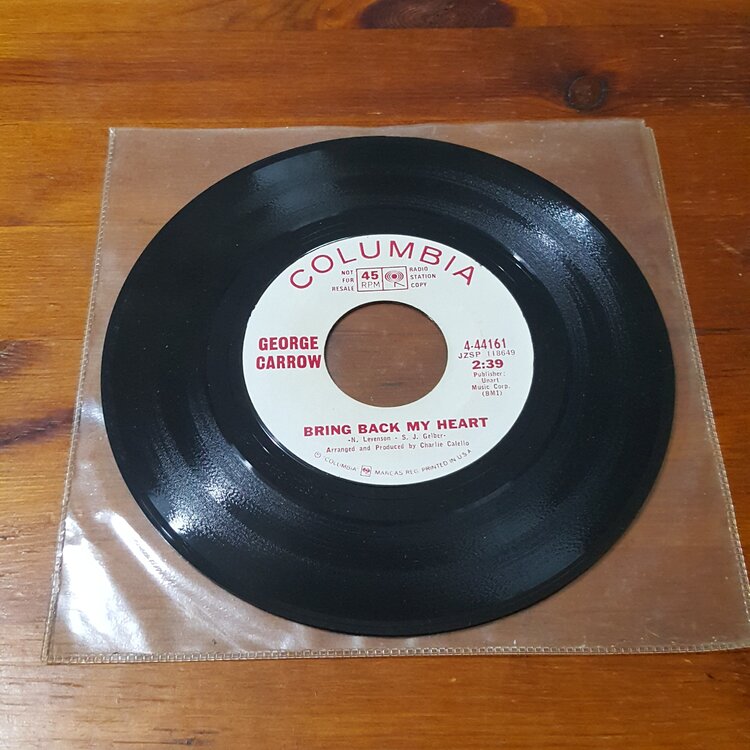 COLUMBIA
NOT
FOR
RESALE
45
RPM
RADIO
STATION
COPY
GEORGE
CARROW
4-44161
JZSP 118649
2:39
Publisher:
Unart
Music Corp.
(BMI)
BRING BACK MY HEART
-N. Levenson - S. J. Gelber-
Arranged and Produced by Charlie Calello
Ⓟ "COLUMBIA" MARCAS REG. PRINTED IN U.S.A.